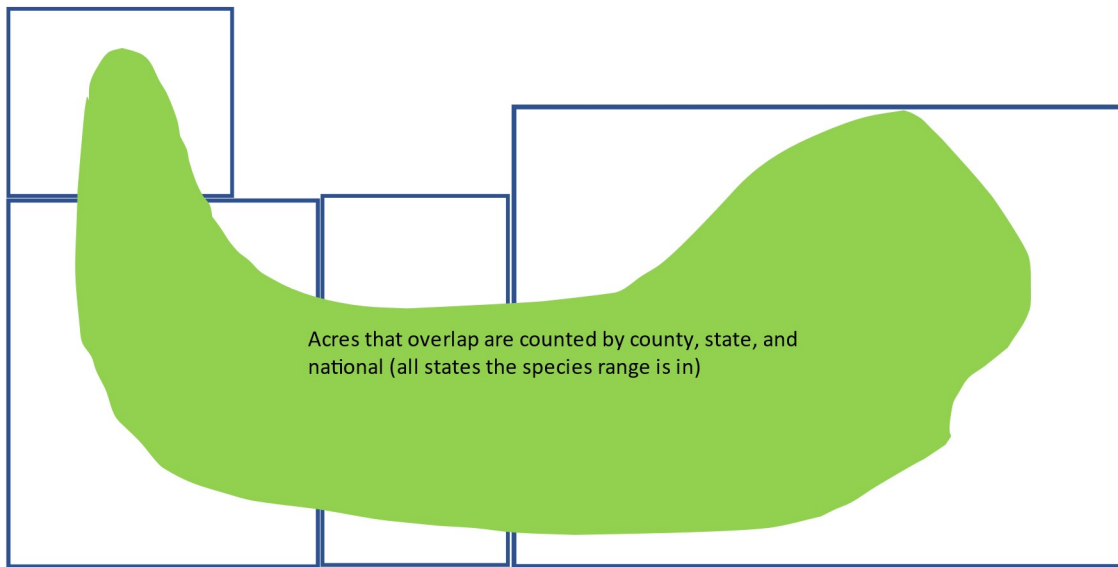 Acres that overlap are counted by county, state, and
national (all states the species range is in)